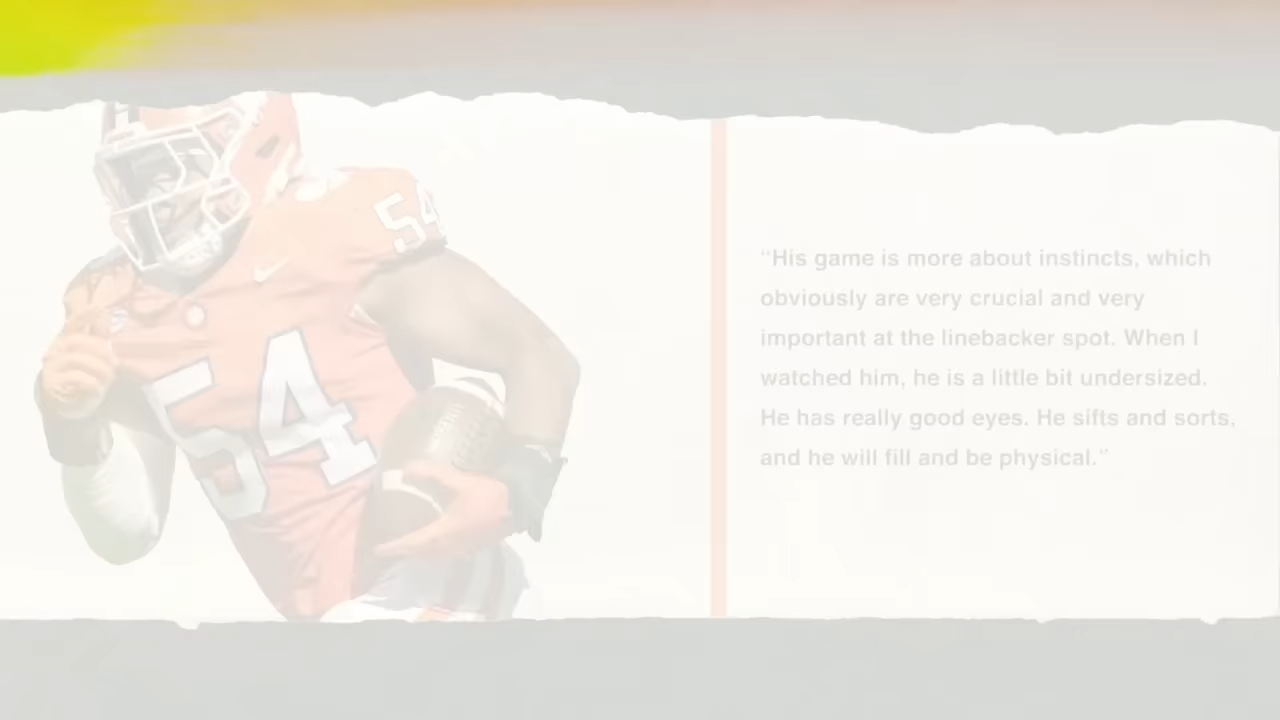 54
54
“His game is more about instincts, which
obviously are very crucial and very
important at the linebacker spot. When I
watched him, he is a little bit undersized.
He has really good eyes. He sifts and sorts,
and he will fill and be physical.”